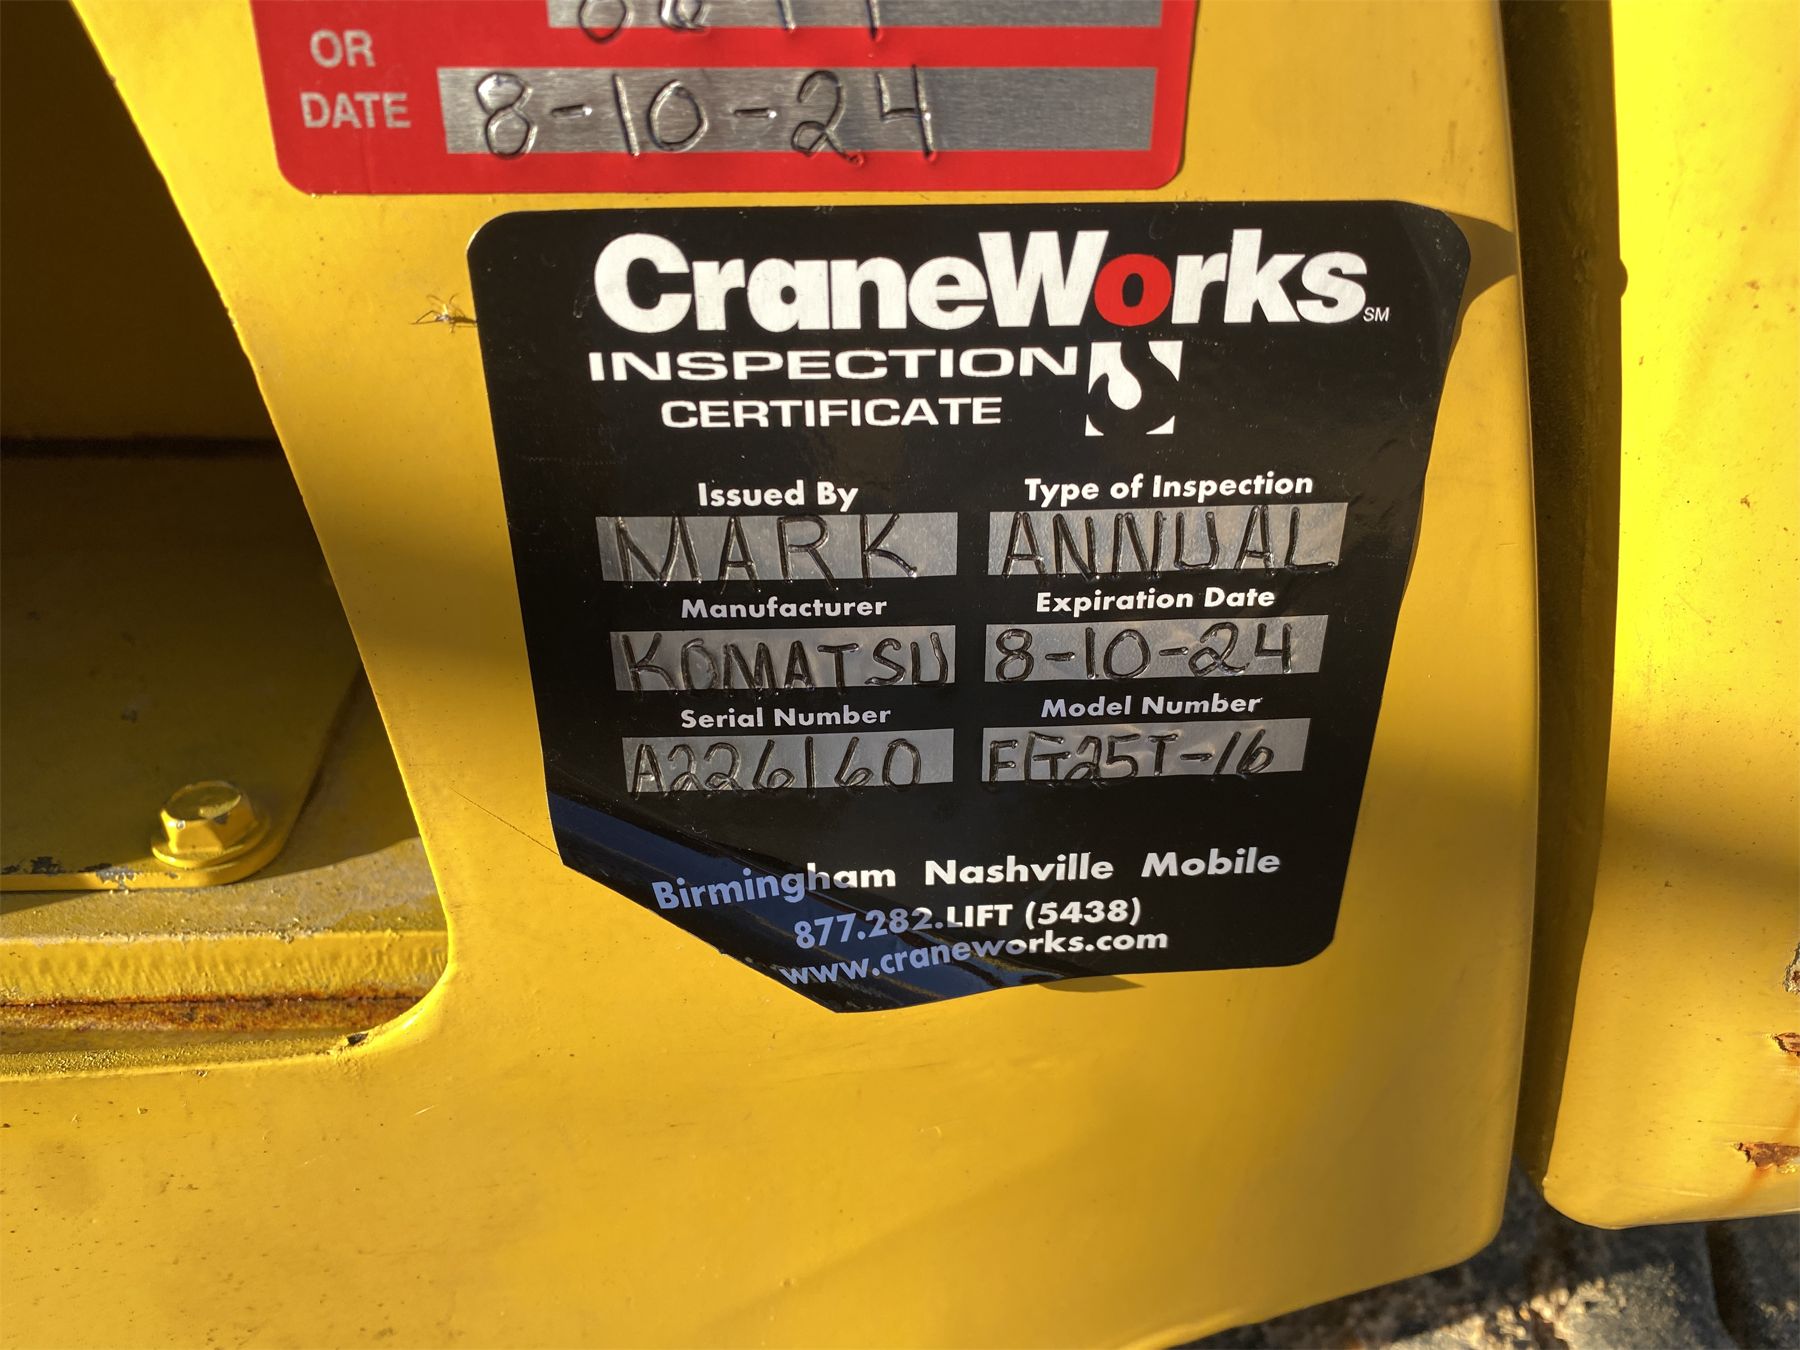 OR
DATE 8-10-24
CraneWorks SM
INSPECTION
CERTIFICATE
Issued By Type of Inspection
MARK ANNUAL
Manufacturer Expiration Date
KOMATSU 8-10-24
Serial Number Model Number
A226160 FG25T-16
Birmingham Nashville Mobile
877.282.LIFT (5438)
www.craneworks.com